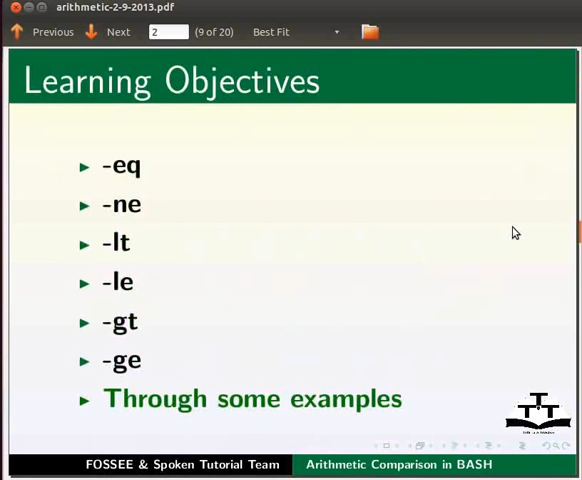 arithmetic-2-9-2013.pdf
Previous Next 2 (9 of 20) Best Fit
Learning Objectives
-eq
-ne
-lt
-le
-gt
-ge
Through some examples
FOSSEE & Spoken Tutorial Team Arithmetic Comparison in BASH